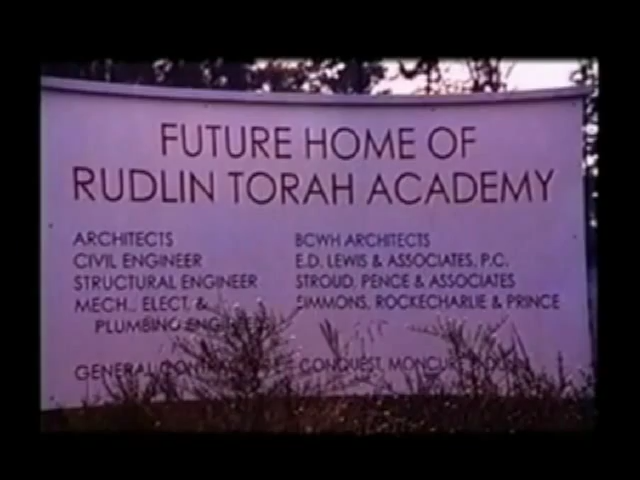 FUTURE HOME OF
RUDLIN TORAH ACADEMY
ARCHITECTS BCWH ARCHITECTS
CIVIL ENGINEER E.D. LEWIS & ASSOCIATES, P.C.
STRUCTURAL ENGINEER STROUD, PENCE & ASSOCIATES
MECH., ELECT. & SIMMONS, ROCKECHARLIE & PRINCE
PLUMBING
GENERAL CONQUEST,